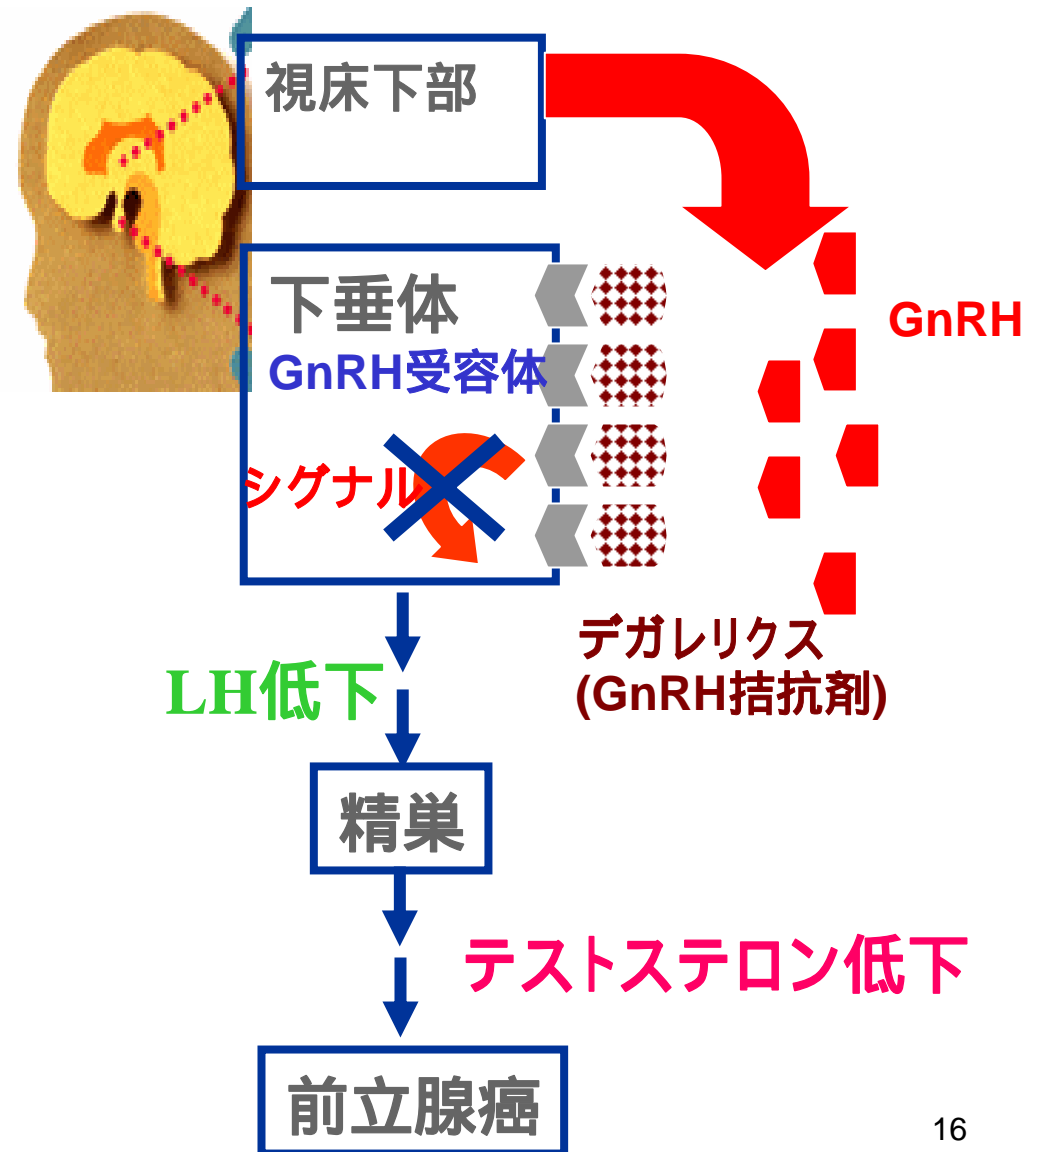 視床下部
GnRH
下垂体
GnRH受容体
シグナル
デガレリクス
(GnRH拮抗剤)
LH低下
精巣
テストステロン低下
前立腺癌
16